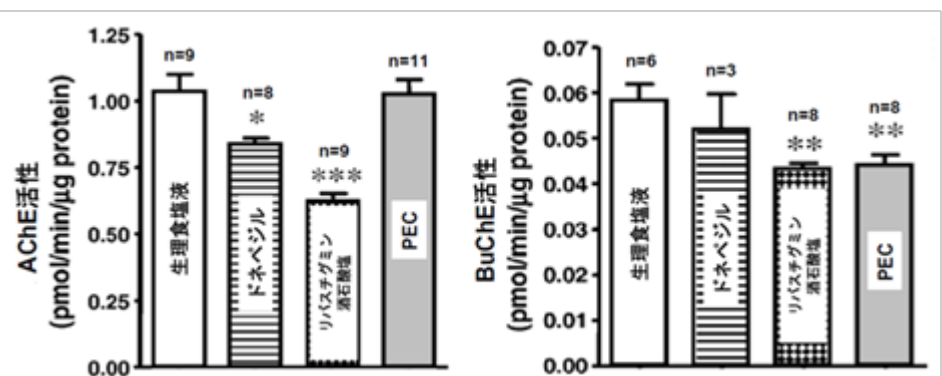 AChE活性
(pmol/min/µg protein)
1.25
1.00
0.75
0.50
0.25
0.00
n=9
n=8
*
n=9
***
n=11
生理食塩液
ドネペジル
リバスチグミン
酒石酸塩
PEC
BuChE活性
(pmol/min/µg protein)
0.07
0.06
0.05
0.04
0.03
0.02
0.01
0.00
n=6
n=3
n=8
**
n=8
**
生理食塩液
ドネペジル
リバスチグミン
酒石酸塩
PEC